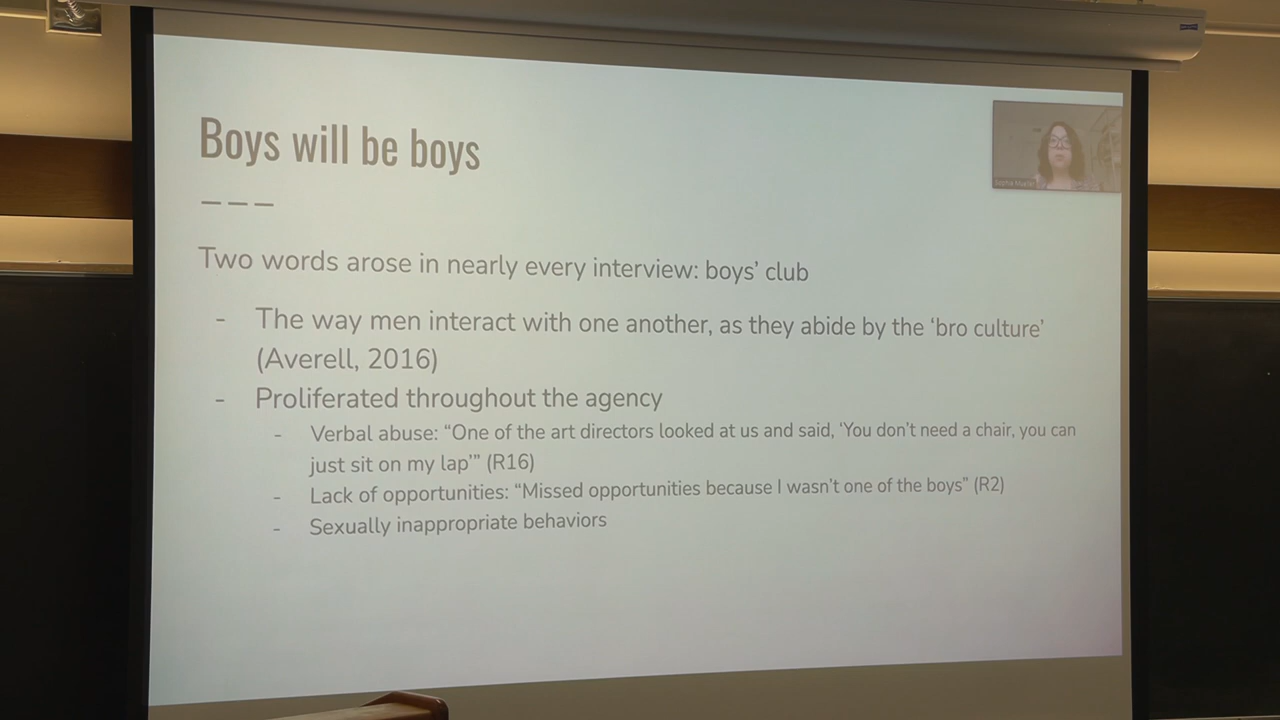 Boys will be boys
Two words arose in nearly every interview: boys’ club
- The way men interact with one another, as they abide by the ‘bro culture’
(Averell, 2016)
- Proliferated throughout the agency
- Verbal abuse: “One of the art directors looked at us and said, ‘You don’t need a chair, you can
just sit on my lap’” (R16)
- Lack of opportunities: “Missed opportunities because I wasn’t one of the boys” (R2)
- Sexually inappropriate behaviors